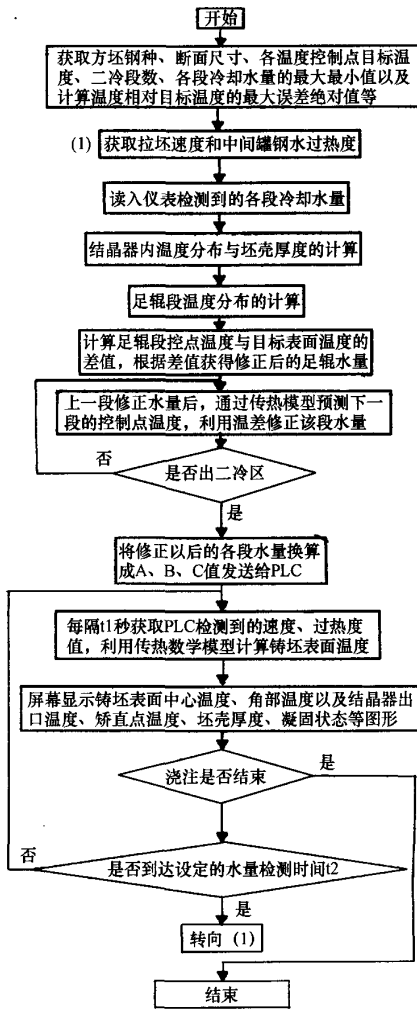 开始
获取方坯钢种、断面尺寸、各温度控制点目标温
度、二冷段数、各段冷却水量的最大最小值以及
计算温度相对目标温度的最大误差绝对值等
(1) 获取拉坯速度和中间罐钢水过热度
读入仪表检测到的各段冷却水量
结晶器内温度分布与坯壳厚度的计算
足辊段温度分布的计算
计算足辊段控点温度与目标表面温度的
差值，根据差值获得修正后的足辊水量
上一段修正水量后，通过传热模型预测下一
段的控制点温度，利用温差修正该段水量
否
是否出二冷区
是
将修正以后的各段水量换算
成A、B、C值发送给PLC
每隔t1秒获取PLC检测到的速度、过热度
值，利用传热数学模型计算铸坯表面温度
屏幕显示铸坯表面中心温度、角部温度以及结晶器出
口温度、矫直点温度、坯壳厚度、凝固状态等图形
是
浇注是否结束
否
是否到达设定的水量检测时间t2
是
转向 (1)
结束